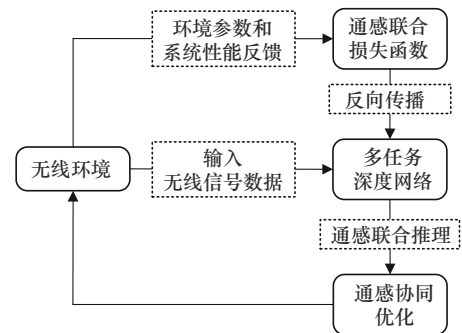 环境参数和
系统性能反馈
通感联合
损失函数
反向传播
无线环境
输入
无线信号数据
多任务
深度网络
通感联合推理
通感协同
优化